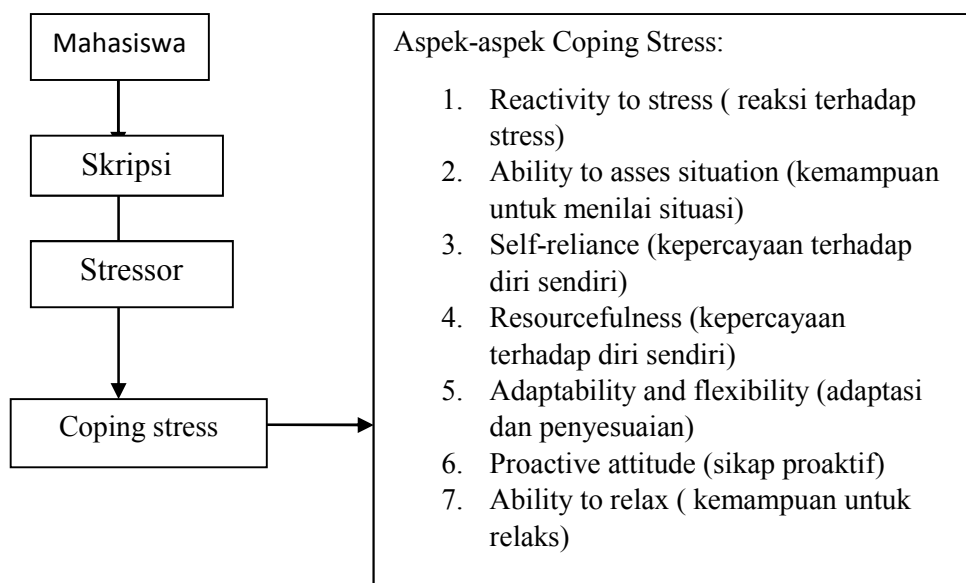 Mahasiswa
Skripsi
Stressor
Coping stress
Aspek-aspek Coping Stress:
1. Reactivity to stress ( reaksi terhadap
stress)
2. Ability to asses situation (kemampuan
untuk menilai situasi)
3. Self-reliance (kepercayaan terhadap
diri sendiri)
4. Resourcefulness (kepercayaan
terhadap diri sendiri)
5. Adaptability and flexibility (adaptasi
dan penyesuaian)
6. Proactive attitude (sikap proaktif)
7. Ability to relax ( kemampuan untuk
relaks)